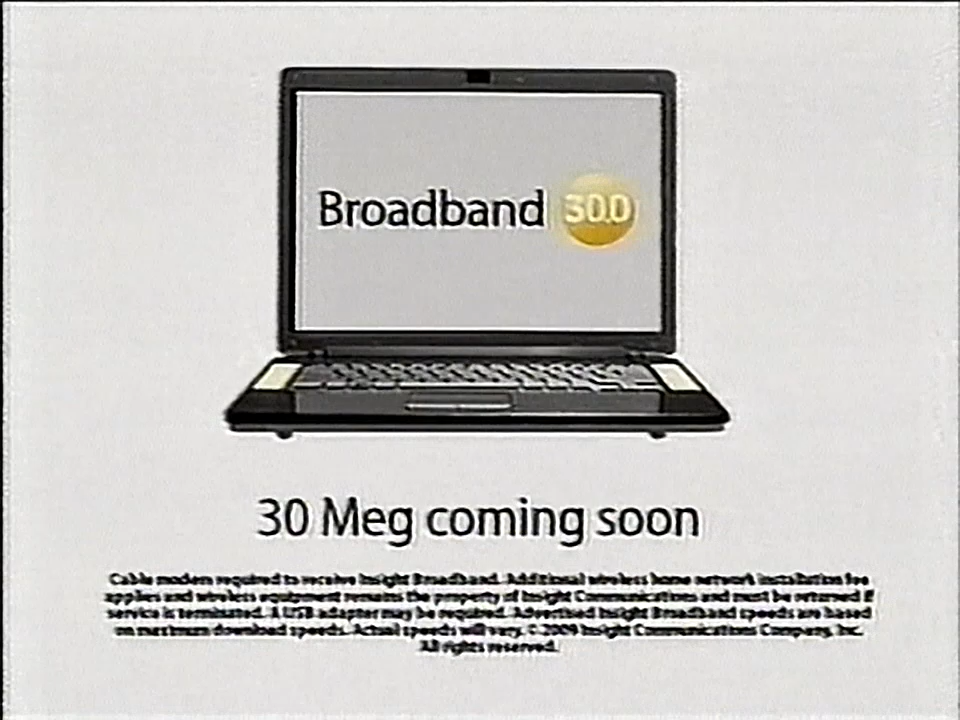 Broadband 30.0
30 Meg coming soon
Cable modem required to receive Insight Broadband. Additional wireless home network installation fee
applies and wireless equipment remains the property of Insight Communications and must be returned if
service is terminated. A USB adapter may be required. Advertised Insight Broadband speeds are based
on maximum download speeds. Actual speeds will vary. © 2009 Insight Communications Company, Inc.
All rights reserved.